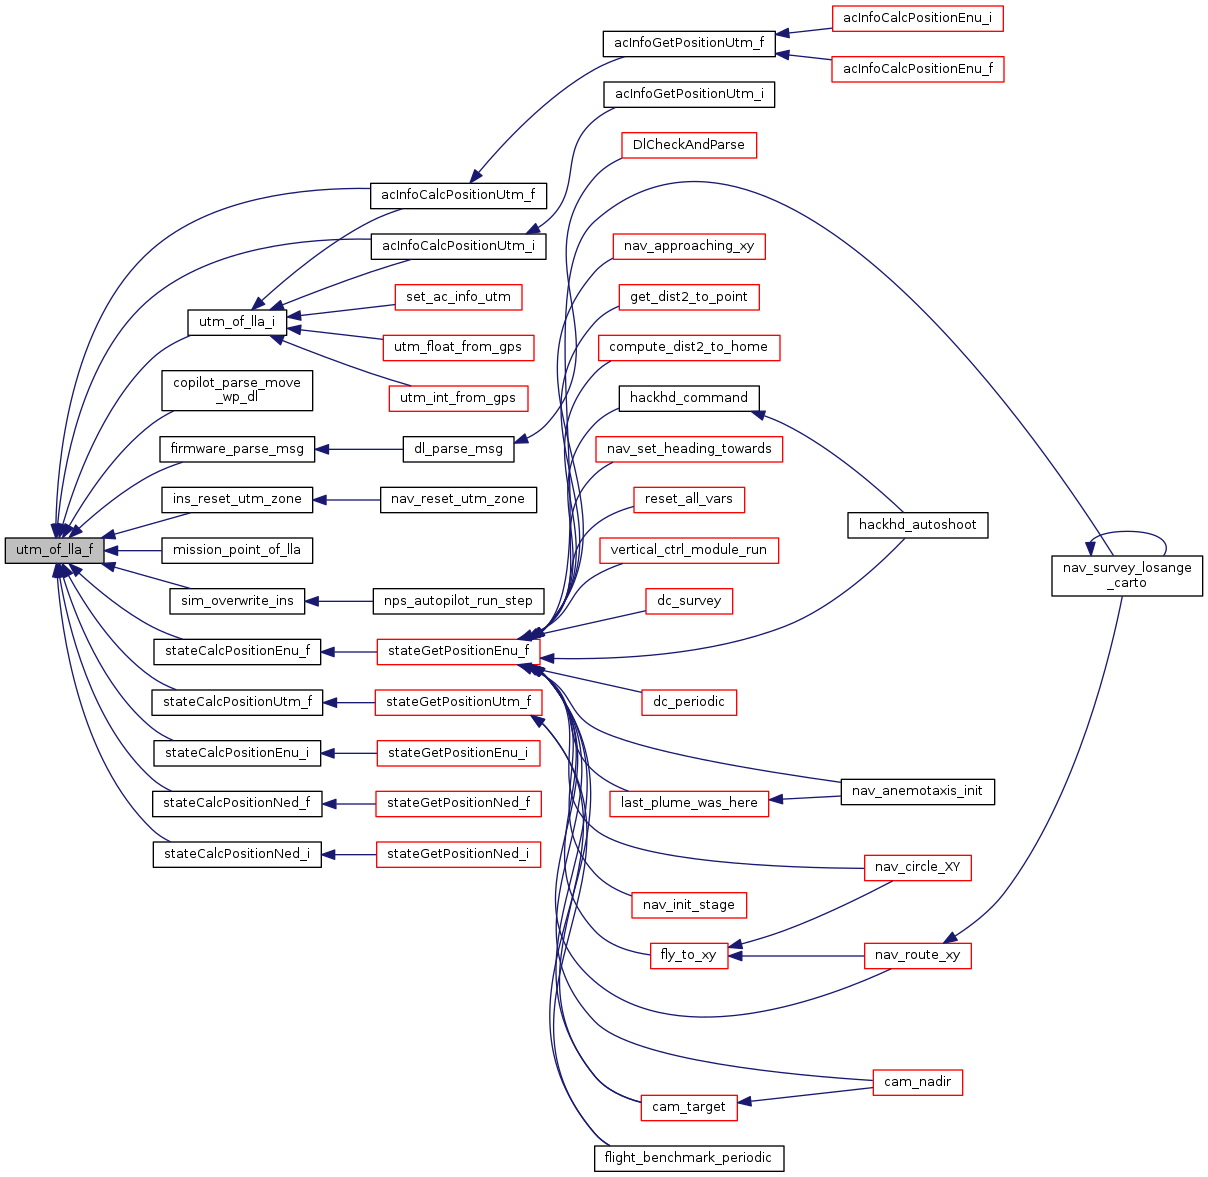 acInfoCalcPositionEnu_i
acInfoGetPositionUtm_f
acInfoCalcPositionEnu_f
acInfoGetPositionUtm_i
DlCheckAndParse
acInfoCalcPositionUtm_f
acInfoCalcPositionUtm_i
nav_approaching_xy
set_ac_info_utm
get_dist2_to_point
utm_of_lla_i
utm_float_from_gps
compute_dist2_to_home
copilot_parse_move
_wp_dl
utm_int_from_gps
hackhd_command
firmware_parse_msg
dl_parse_msg
nav_set_heading_towards
ins_reset_utm_zone
nav_reset_utm_zone
reset_all_vars
hackhd_autoshoot
utm_of_lla_f
mission_point_of_lla
vertical_ctrl_module_run
nav_survey_losange
_carto
sim_overwrite_ins
nps_autopilot_run_step
dc_survey
stateCalcPositionEnu_f
stateGetPositionEnu_f
stateCalcPositionUtm_f
stateGetPositionUtm_f
dc_periodic
stateCalcPositionEnu_i
stateGetPositionEnu_i
nav_anemotaxis_init
stateCalcPositionNed_f
stateGetPositionNed_f
last_plume_was_here
stateCalcPositionNed_i
stateGetPositionNed_i
nav_circle_XY
nav_init_stage
fly_to_xy
nav_route_xy
cam_nadir
cam_target
flight_benchmark_periodic